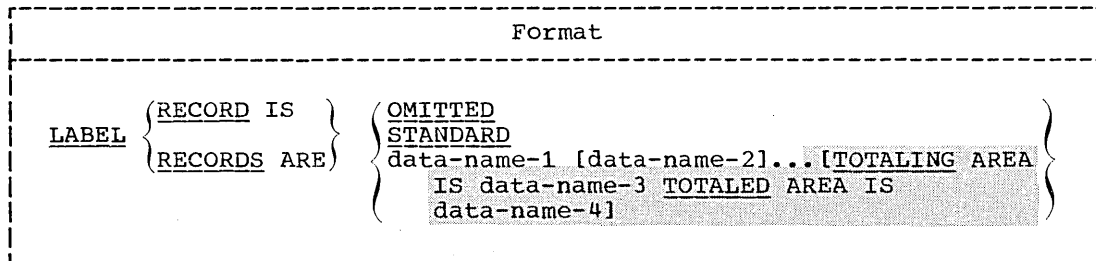 Format
LABEL {RECORD IS / RECORDS ARE} {OMITTED
STANDARD
data-name-1 [data-name-2]... [TOTALING AREA
IS data-name-3 TOTALED AREA IS
data-name-4]}